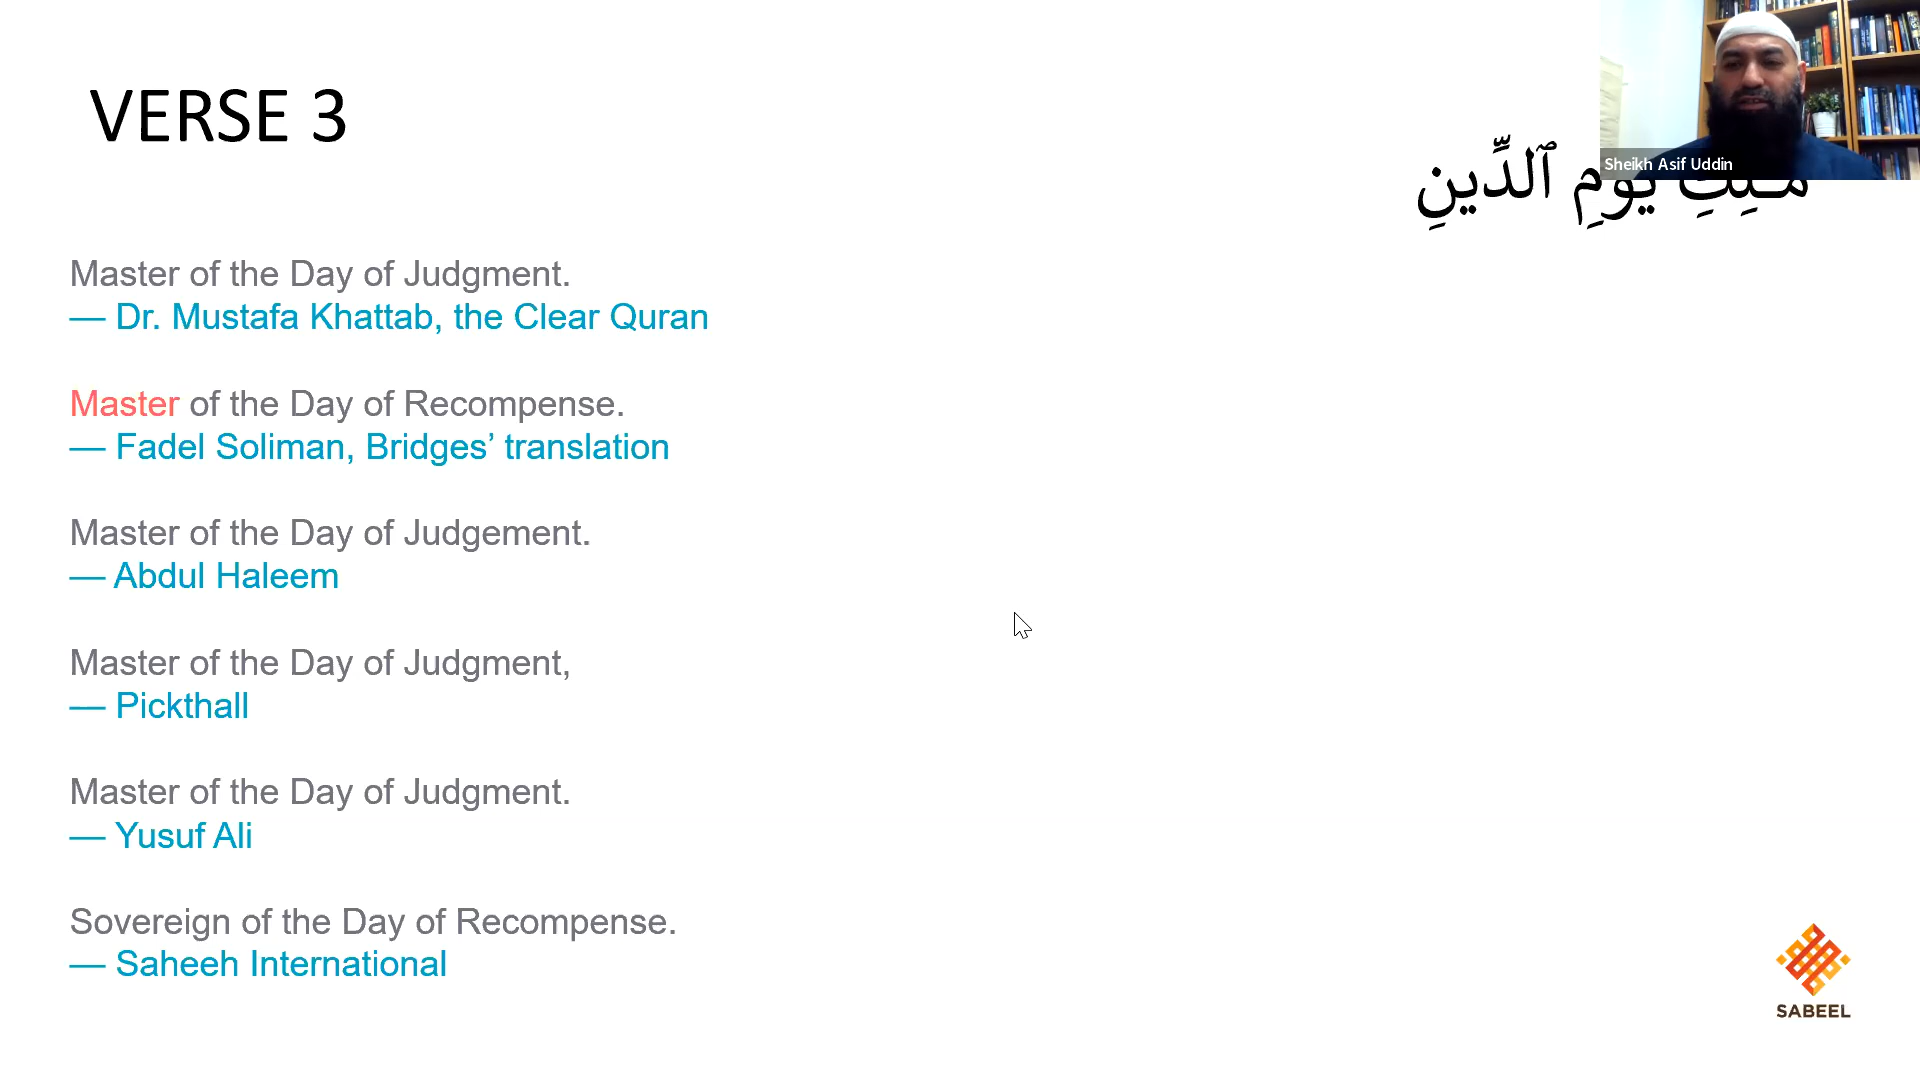 VERSE 3
Sheikh Asif Uddin
يَوْمِ ٱلدِّينِ
Master of the Day of Judgment.
— Dr. Mustafa Khattab, the Clear Quran
Master of the Day of Recompense.
— Fadel Soliman, Bridges’ translation
Master of the Day of Judgement.
— Abdul Haleem
Master of the Day of Judgment,
— Pickthall
Master of the Day of Judgment.
— Yusuf Ali
Sovereign of the Day of Recompense.
— Saheeh International
SABEEL